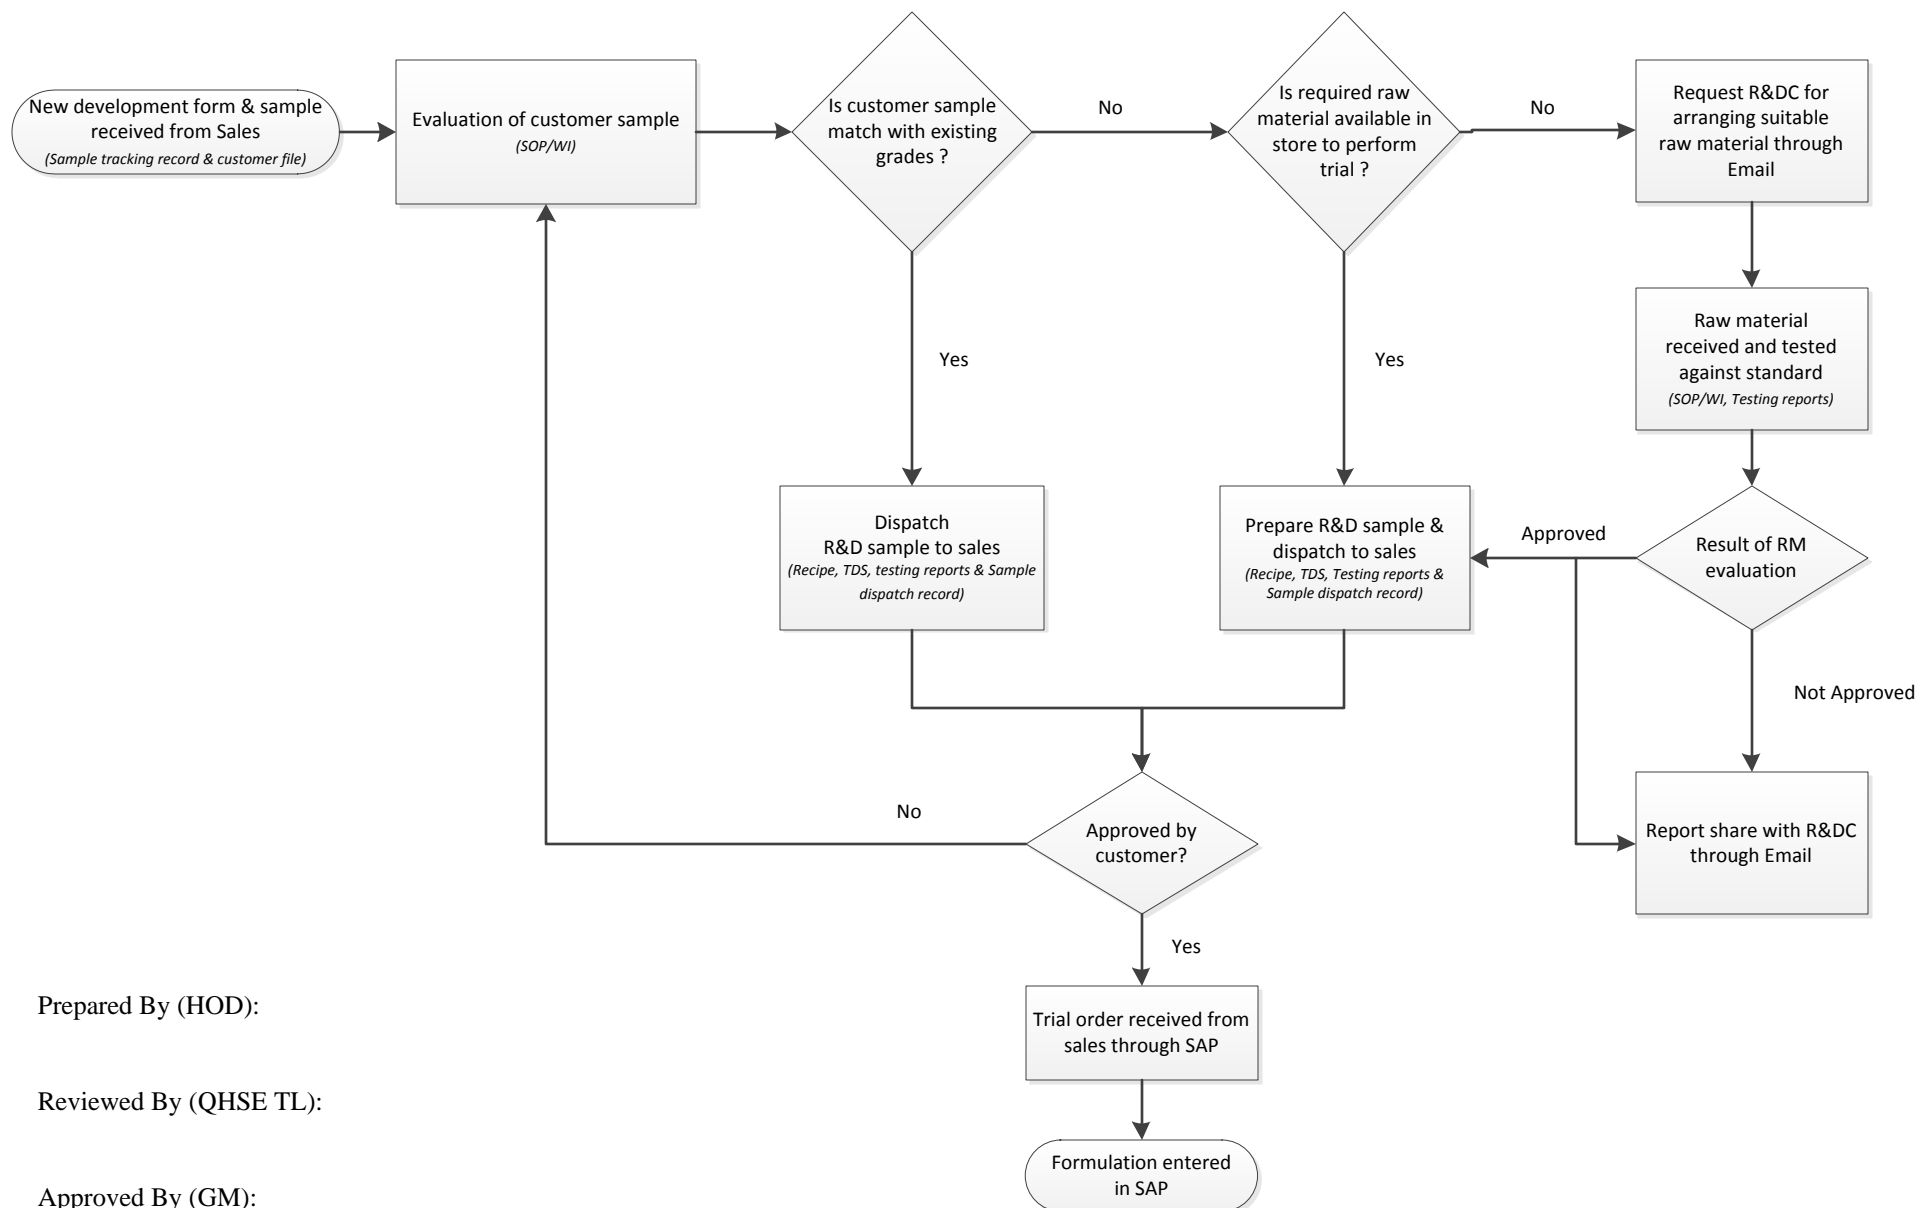 New development form & sample
received from Sales
(Sample tracking record & customer file)
Evaluation of customer sample
(SOP/WI)
Is customer sample
match with existing
grades ?
No
Is required raw
material available in
store to perform
trial ?
No
Request R&DC for
arranging suitable
raw material through
Email
Yes
Yes
Raw material
received and tested
against standard
(SOP/WI, Testing reports)
Dispatch
R&D sample to sales
(Recipe, TDS, testing reports & Sample
dispatch record)
Prepare R&D sample &
dispatch to sales
(Recipe, TDS, Testing reports &
Sample dispatch record)
Approved
Result of RM
evaluation
Not Approved
No
Approved by
customer?
Report share with R&DC
through Email
Yes
Trial order received from
sales through SAP
Formulation entered
in SAP
Prepared By (HOD):
Reviewed By (QHSE TL):
Approved By (GM):